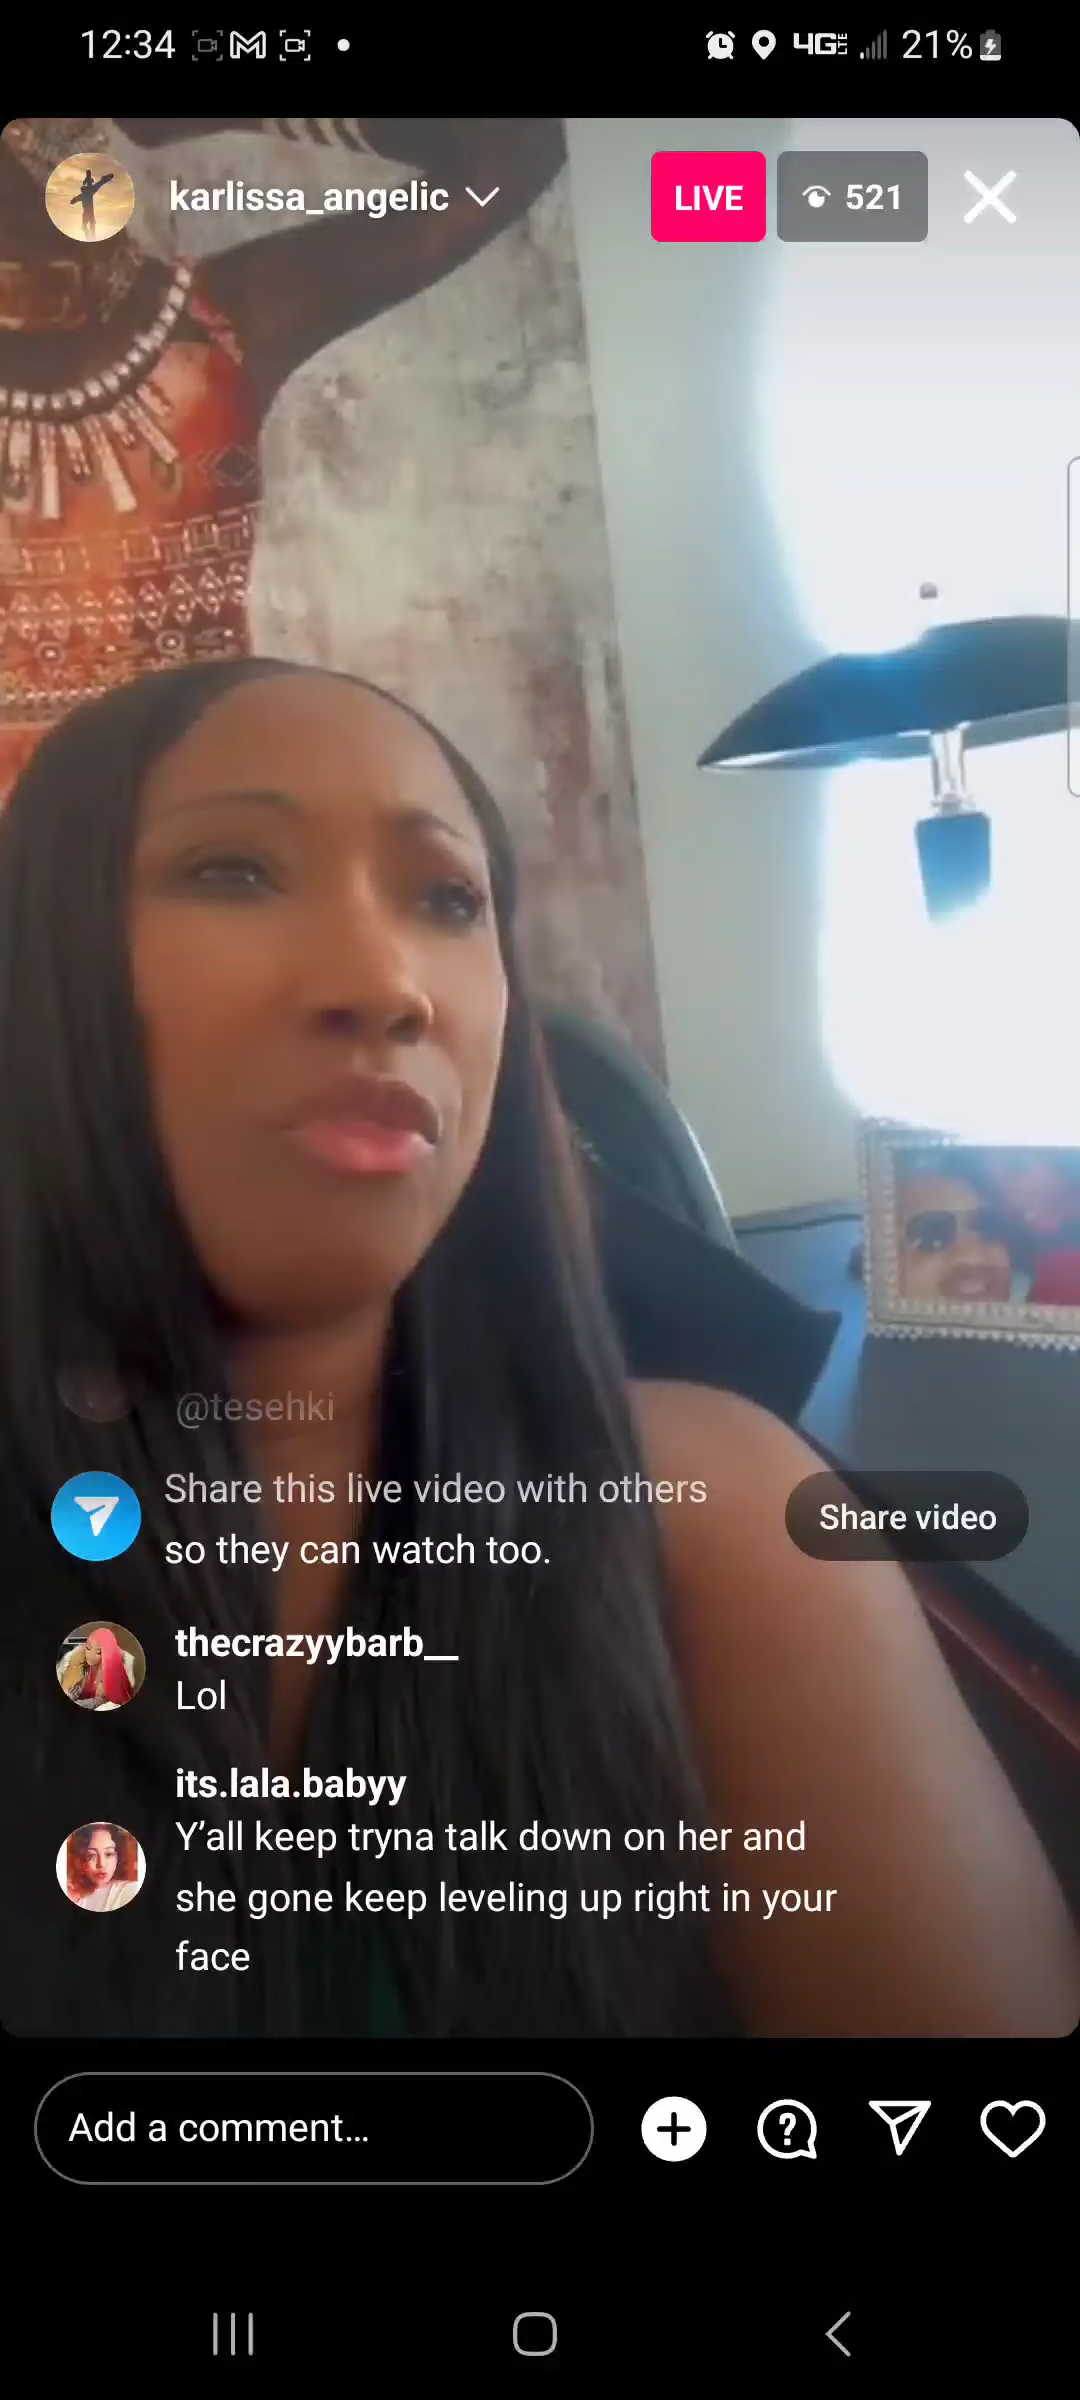 12:34
4G LTE 21%
karlissa_angelic
LIVE 521
@tesehki
Share this live video with others
so they can watch too.
Share video
thecrazyybarb__
Lol
its.lala.babyy
Y’all keep tryna talk down on her and
she gone keep leveling up right in your
face
Add a comment...